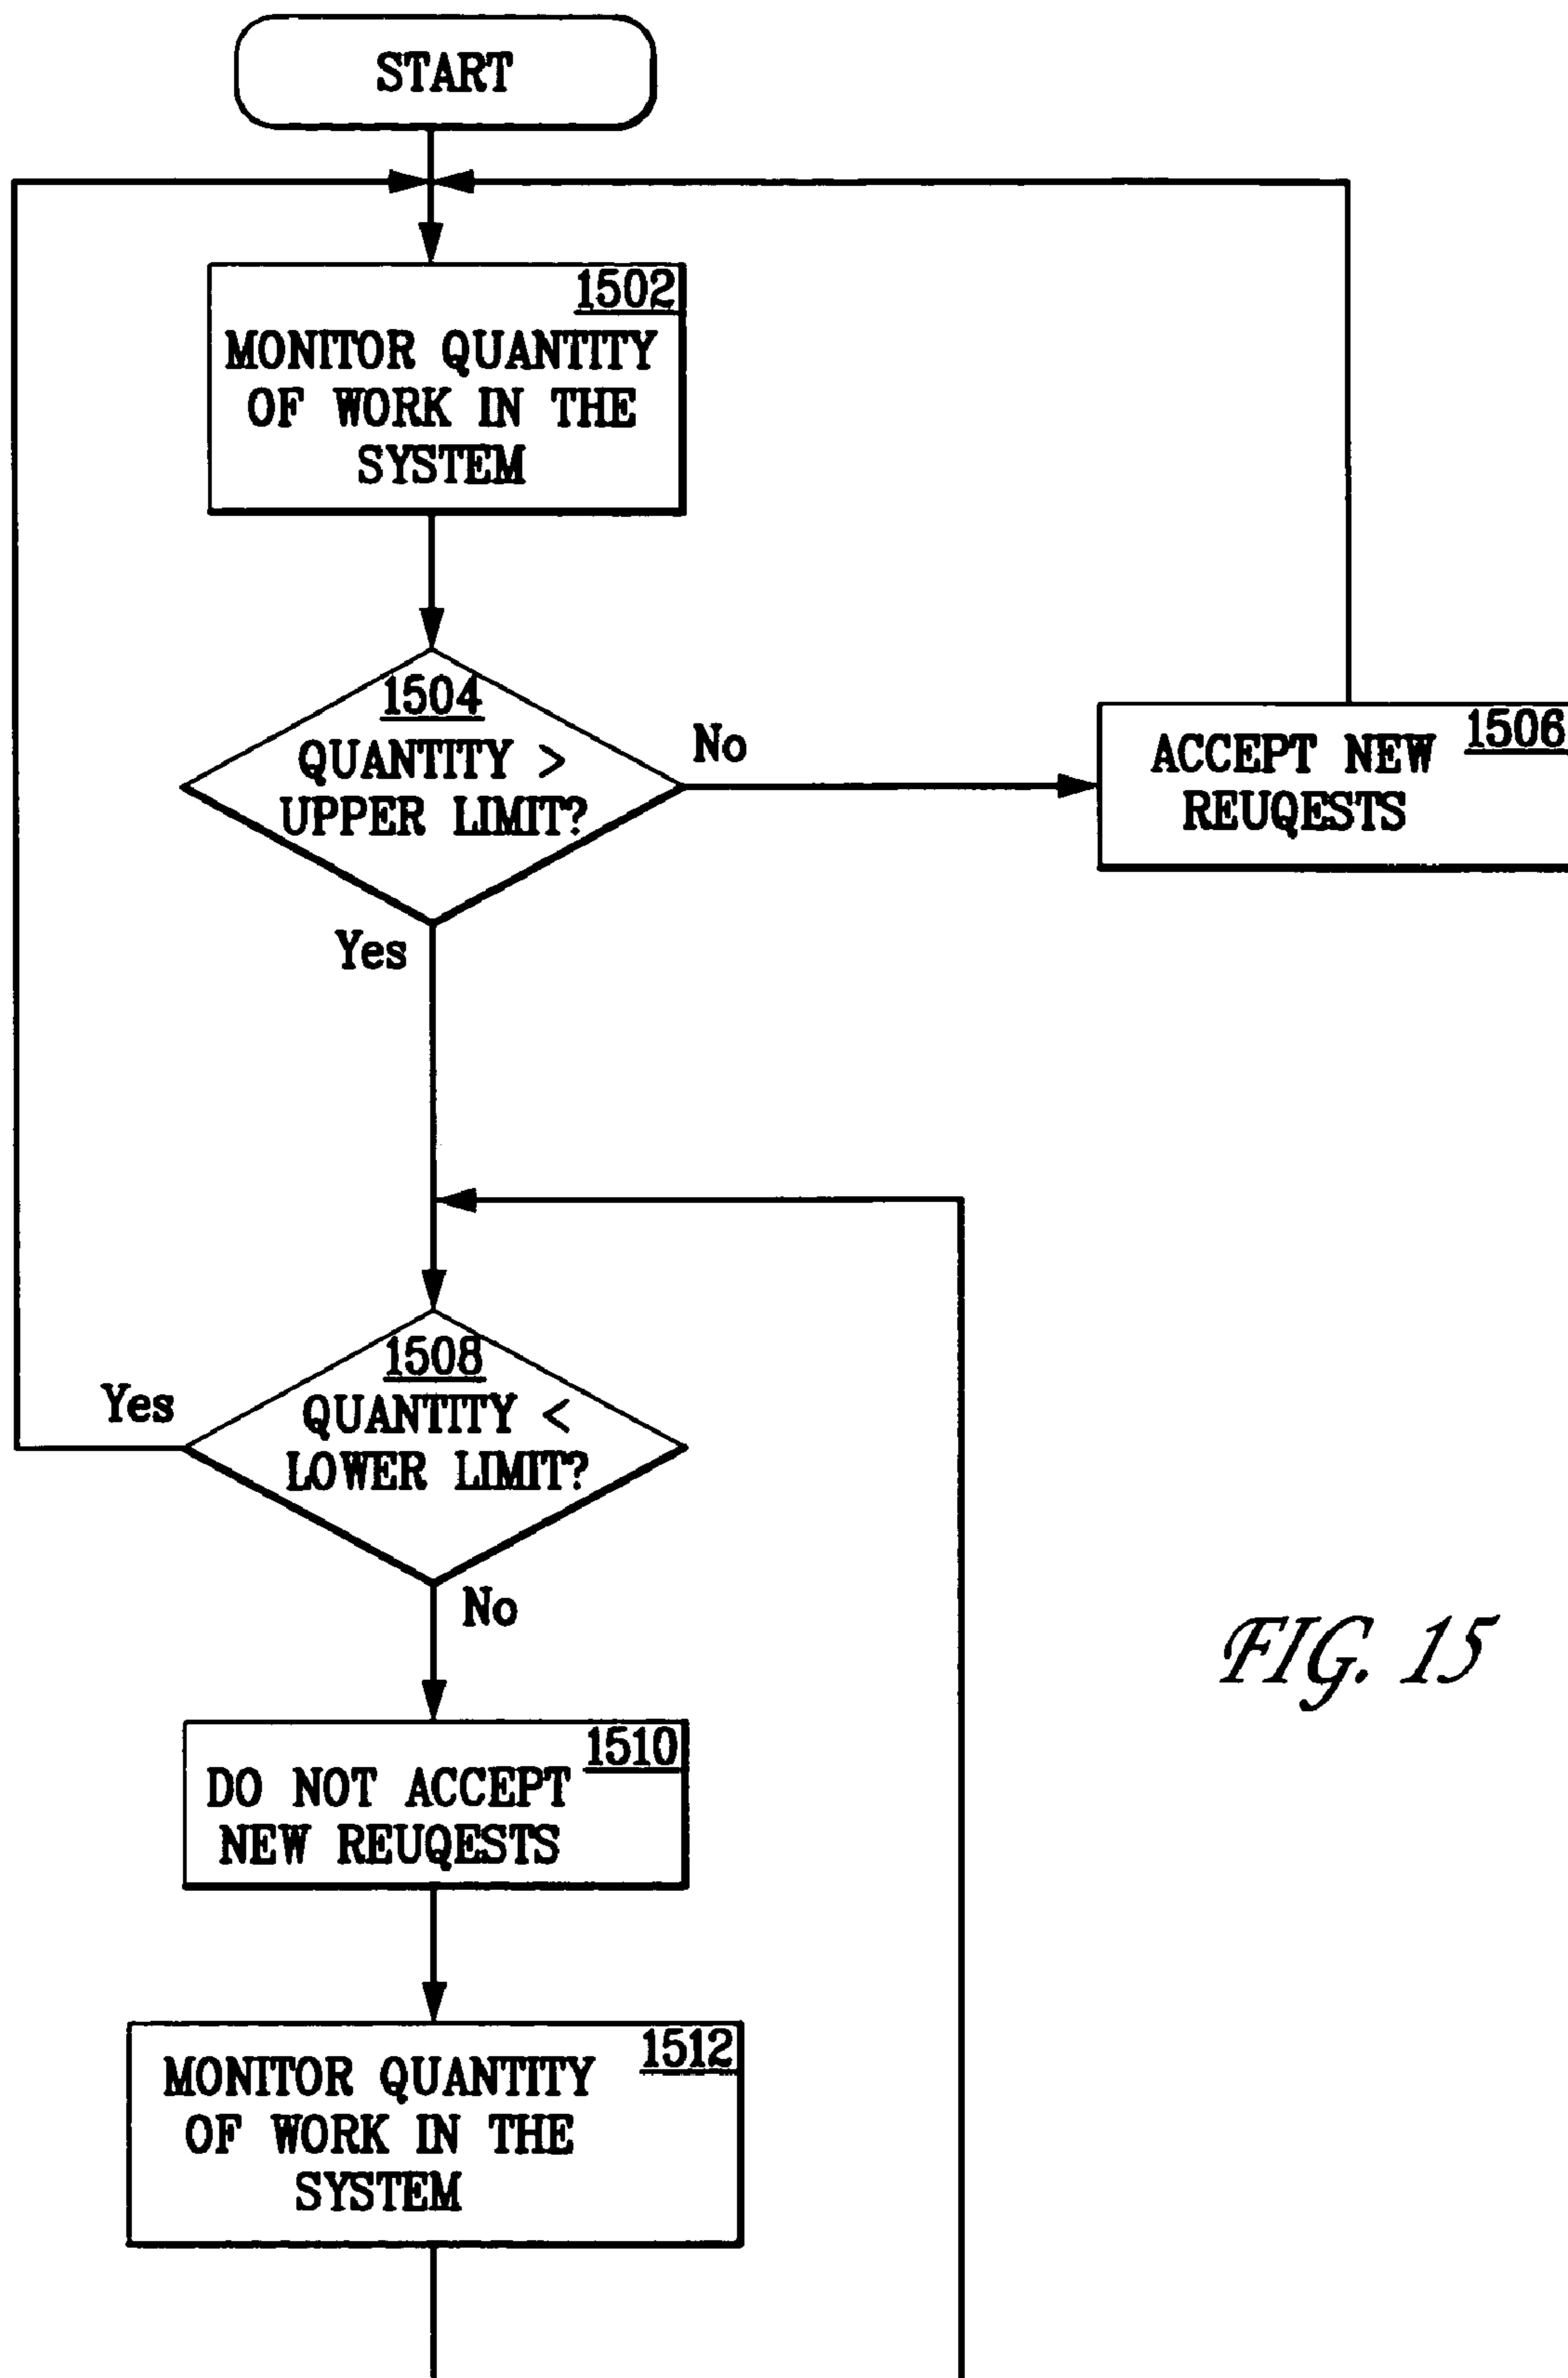 START
1502
MONITOR QUANTITY
OF WORK IN THE
SYSTEM
1504
QUANTITY >
UPPER LIMIT?
No
Yes
1506
ACCEPT NEW
REUQESTS
1508
QUANTITY <
LOWER LIMIT?
Yes
No
1510
DO NOT ACCEPT
NEW REUQESTS
1512
MONITOR QUANTITY
OF WORK IN THE
SYSTEM
FIG. 15